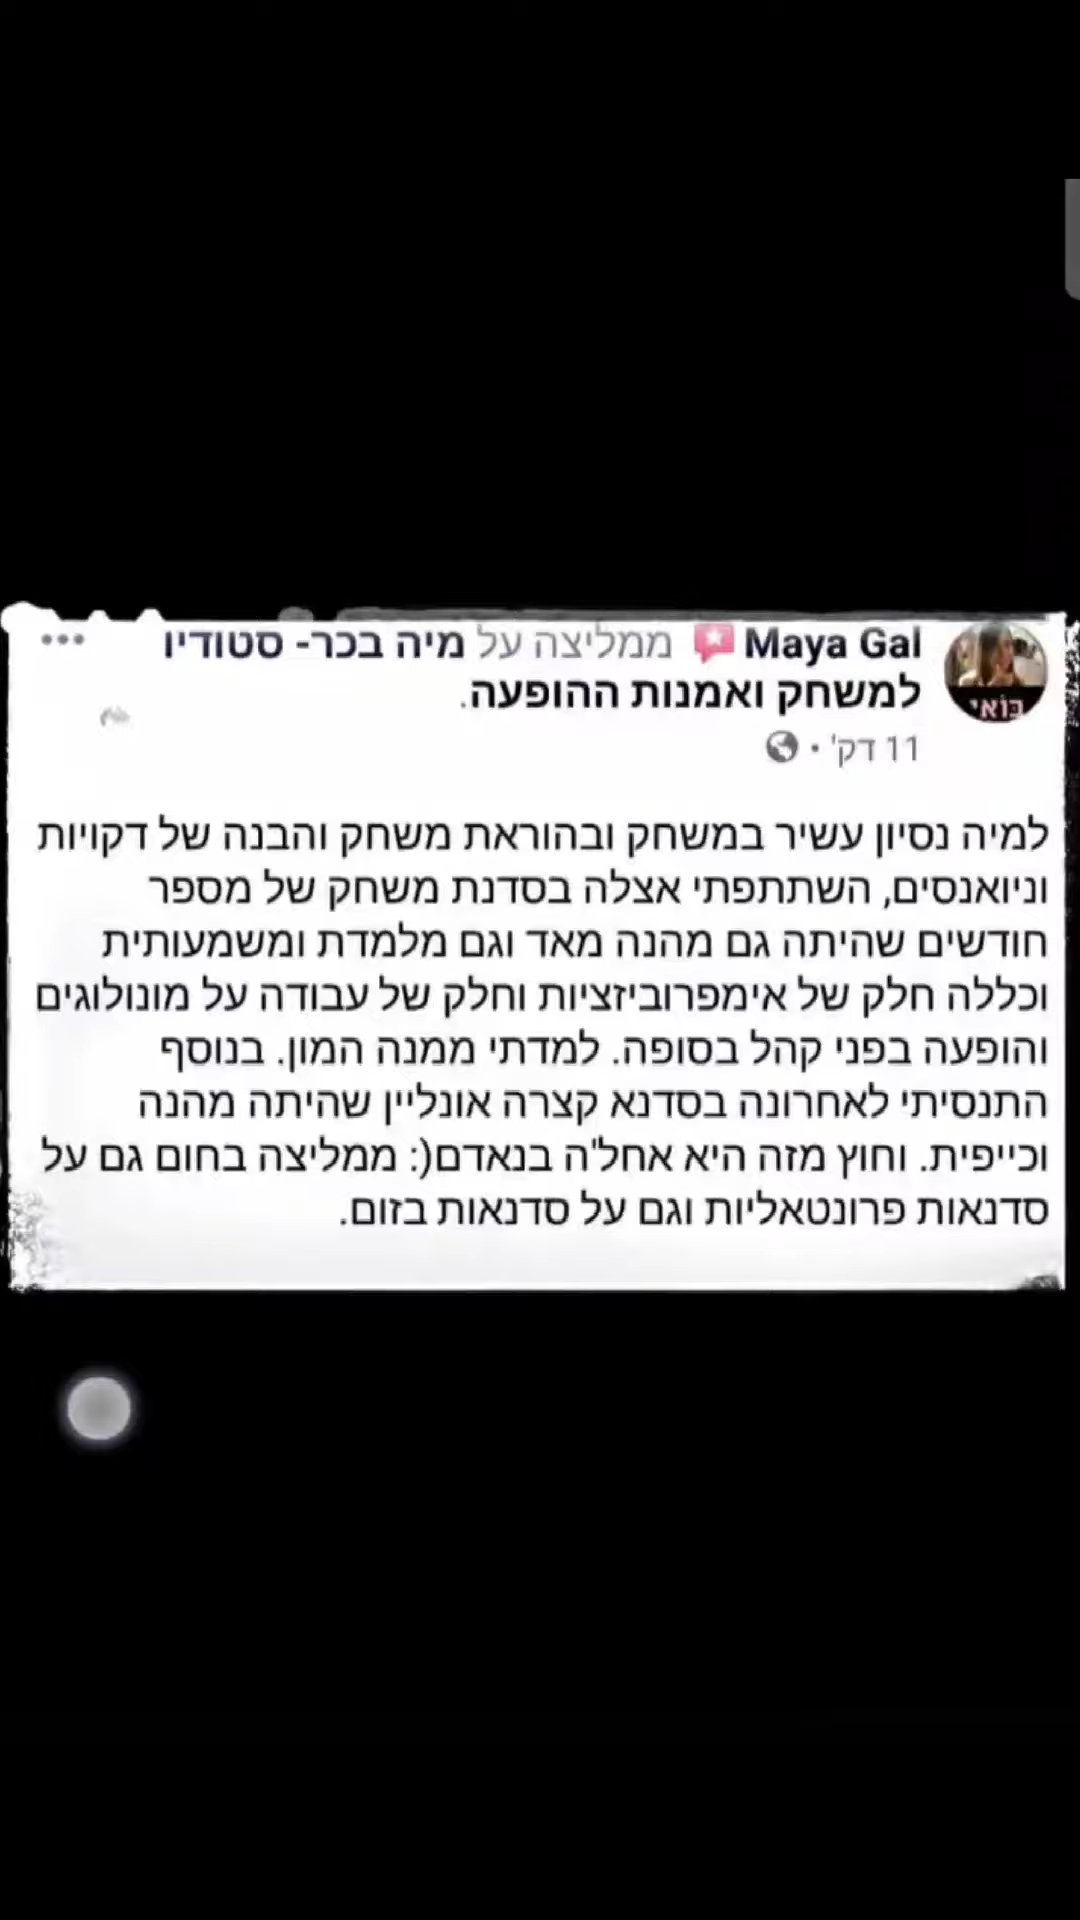 Maya Gal ממליצה על מיה בכר- סטודיו
למשחק ואמנות ההופעה.
11 דק'
בּוֹאִי
למיה נסיון עשיר במשחק ובהוראת משחק והבנה של דקויות
וניואנסים, השתתפתי אצלה בסדנת משחק של מספר
חודשים שהיתה גם מהנה מאד וגם מלמדת ומשמעותית
וכללה חלק של אימפרוביזציות וחלק של עבודה על מונולוגים
והופעה בפני קהל בסופה. למדתי ממנה המון. בנוסף
התנסיתי לאחרונה בסדנא קצרה אונליין שהיתה מהנה
וכייפית. וחוץ מזה היא אחל'ה בנאדם(: ממליצה בחום גם על
סדנאות פרונטאליות וגם על סדנאות בזום.